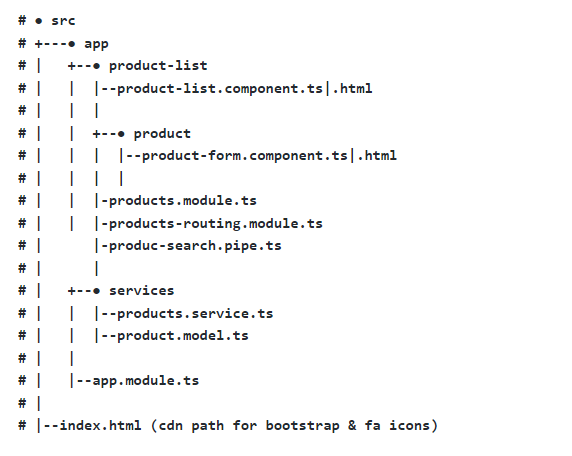 # ● src
# +---● app
# |   +--● product-list
# |   |  |--product-list.component.ts|.html
# |   |  |
# |   |  +--● product
# |   |  |  |--product-form.component.ts|.html
# |   |  |  |
# |   |  |-products.module.ts
# |   |  |-products-routing.module.ts
# |      |-produc-search.pipe.ts
# |      |
# |   +--● services
# |   |  |--products.service.ts
# |   |  |--product.model.ts
# |   |
# |   |--app.module.ts
# |
# |--index.html (cdn path for bootstrap & fa icons)